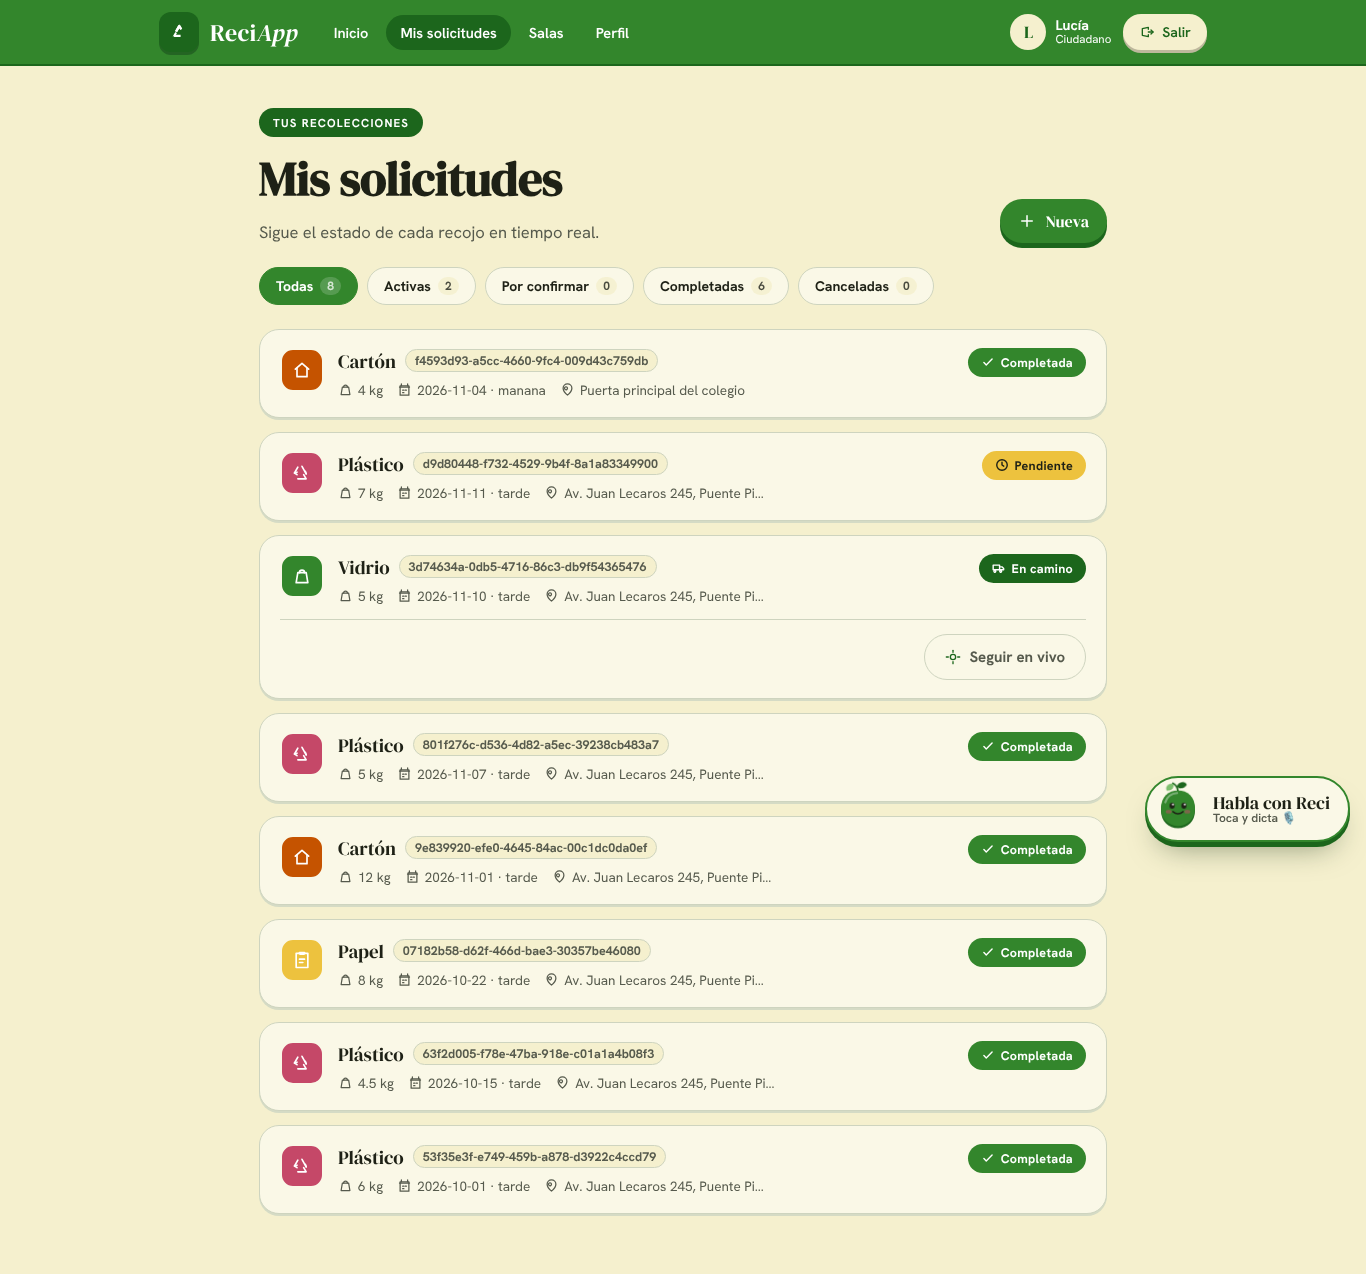 ReciApp
Inicio
Mis solicitudes
Salas
Perfil
L
Lucía
Ciudadano
Salir
TUS RECOLECCIONES
Mis solicitudes
Sigue el estado de cada recojo en tiempo real.
Nueva
Todas 8
Activas 2
Por confirmar 0
Completadas 6
Canceladas 0
Cartón f4593d93-a5cc-4660-9fc4-009d43c759db
Completada
4 kg 2026-11-04 · manana Puerta principal del colegio
Plástico d9d80448-f732-4529-9b4f-8a1a83349900
Pendiente
7 kg 2026-11-11 · tarde Av. Juan Lecaros 245, Puente Pi...
Vidrio 3d74634a-0db5-4716-86c3-db9f54365476
En camino
5 kg 2026-11-10 · tarde Av. Juan Lecaros 245, Puente Pi...
Seguir en vivo
Plástico 801f276c-d536-4d82-a5ec-39238cb483a7
Completada
5 kg 2026-11-07 · tarde Av. Juan Lecaros 245, Puente Pi...
Habla con Reci
Toca y dicta
Cartón 9e839920-efe0-4645-84ac-00c1dc0da0ef
Completada
12 kg 2026-11-01 · tarde Av. Juan Lecaros 245, Puente Pi...
Papel 07182b58-d62f-466d-bae3-30357be46080
Completada
8 kg 2026-10-22 · tarde Av. Juan Lecaros 245, Puente Pi...
Plástico 63f2d005-f78e-47ba-918e-c01a1a4b08f3
Completada
4.5 kg 2026-10-15 · tarde Av. Juan Lecaros 245, Puente Pi...
Plástico 53f35e3f-e749-459b-a878-d3922c4ccd79
Completada
6 kg 2026-10-01 · tarde Av. Juan Lecaros 245, Puente Pi...